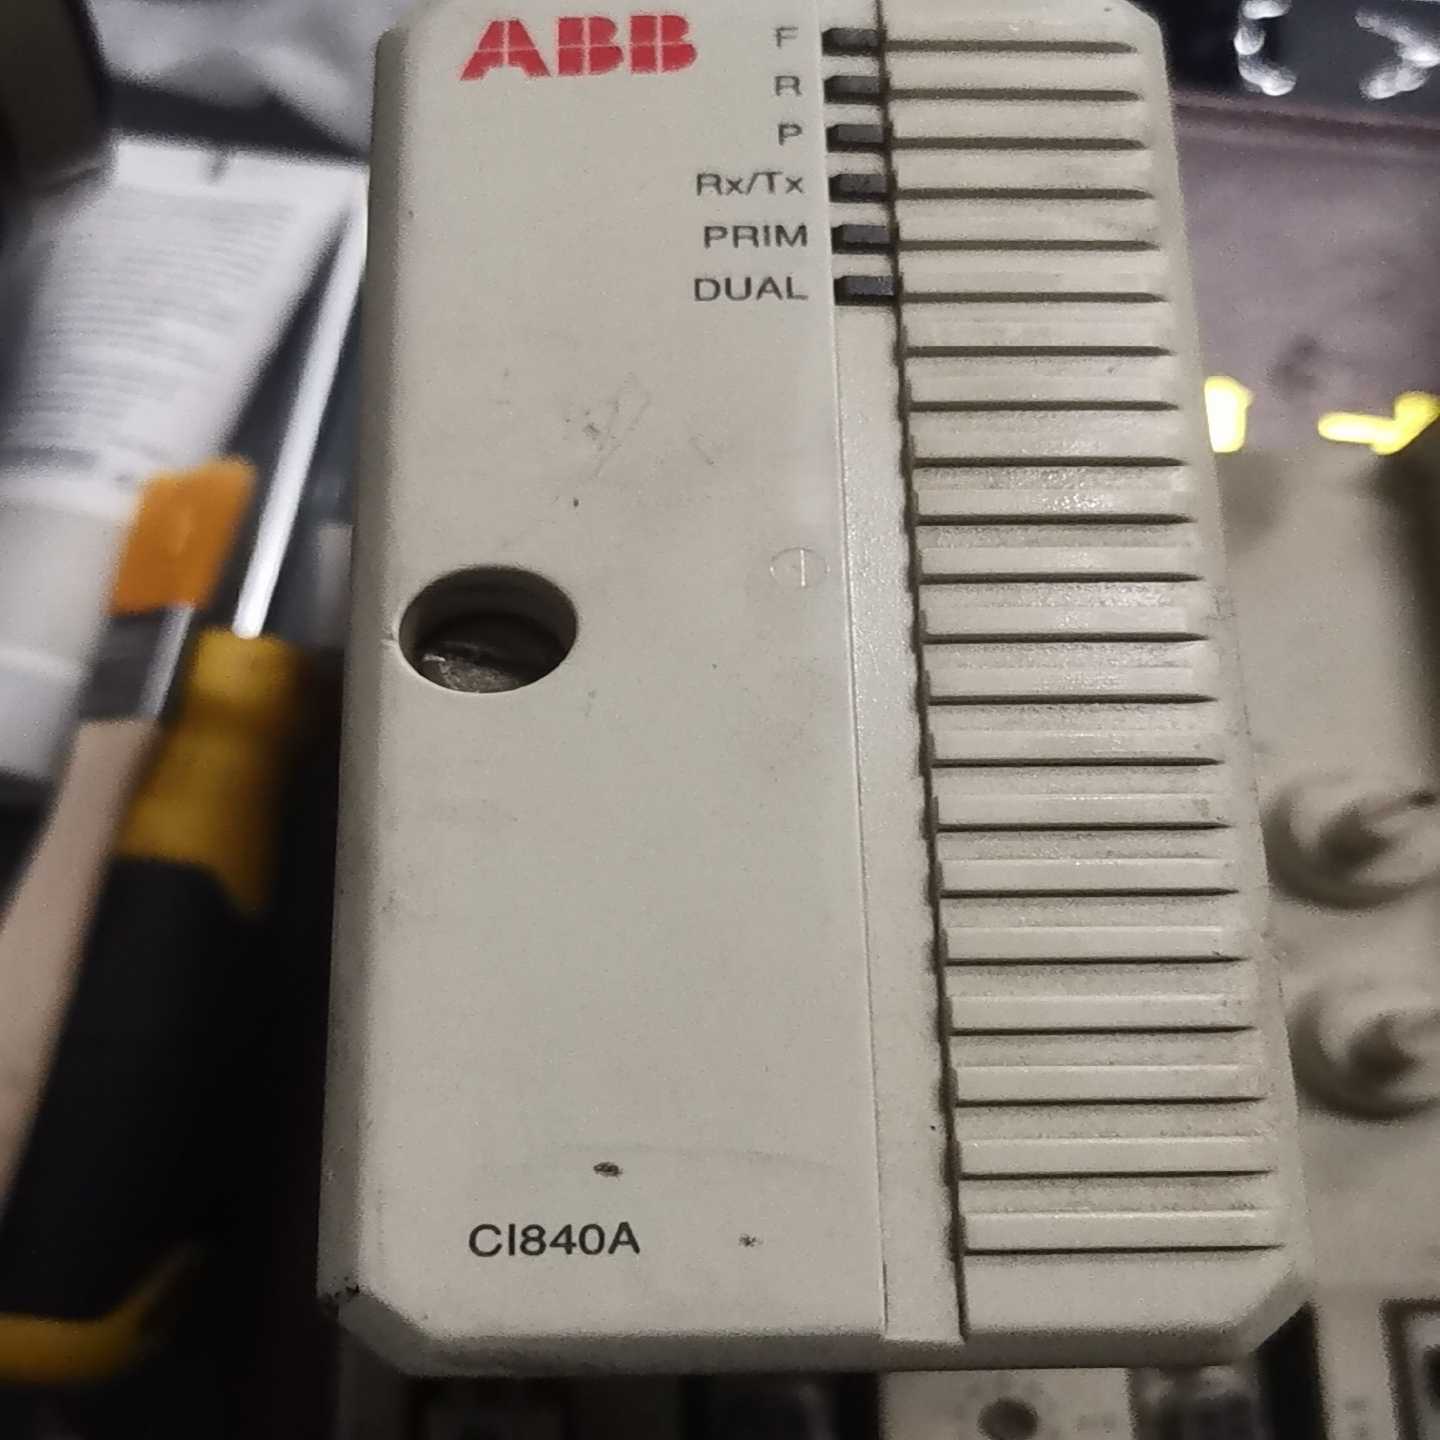 ABB
F
R
P
Rx/Tx
PRIM
DUAL
CI840A